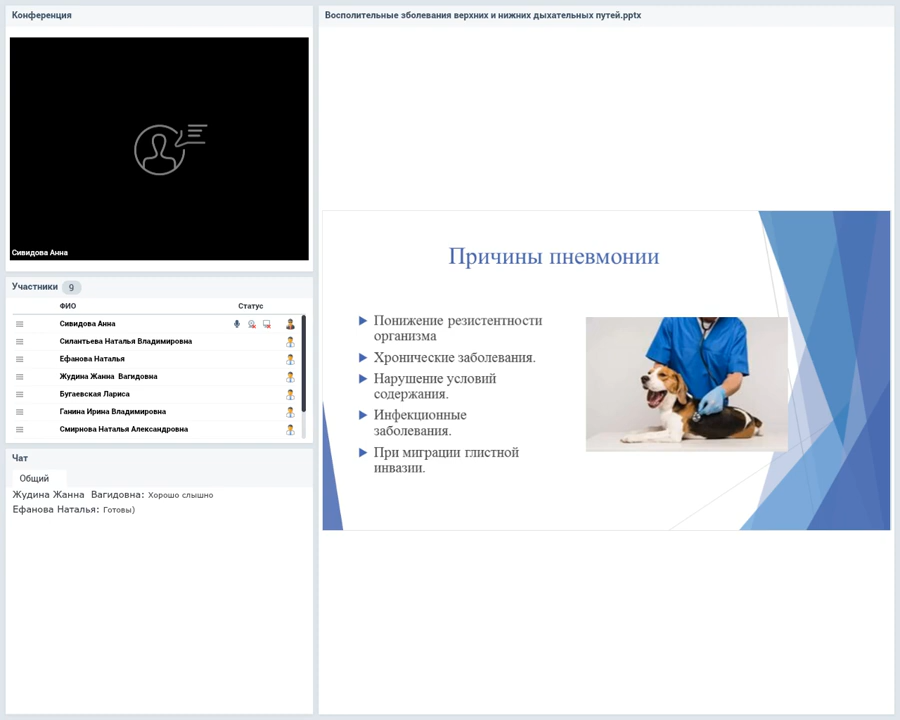 Конференция
Сивидова Анна
Участники 9
ФИО Статус
Сивидова Анна
Силантьева Наталья Владимировна
Ефанова Наталья
Жудина Жанна Вагидовна
Бугаевская Лариса
Ганина Ирина Владимировна
Смирнова Наталья Александровна
Чат
Общий
Жудина Жанна Вагидовна: Хорошо слышно
Ефанова Наталья: Готовы)
Восполительные зболевания верхних и нижних дыхательных путей.pptx
Причины пневмонии
Понижение резистентности
организма
Хронические заболевания.
Нарушение условий
содержания.
Инфекционные
заболевания.
При миграции глистной
инвазии.